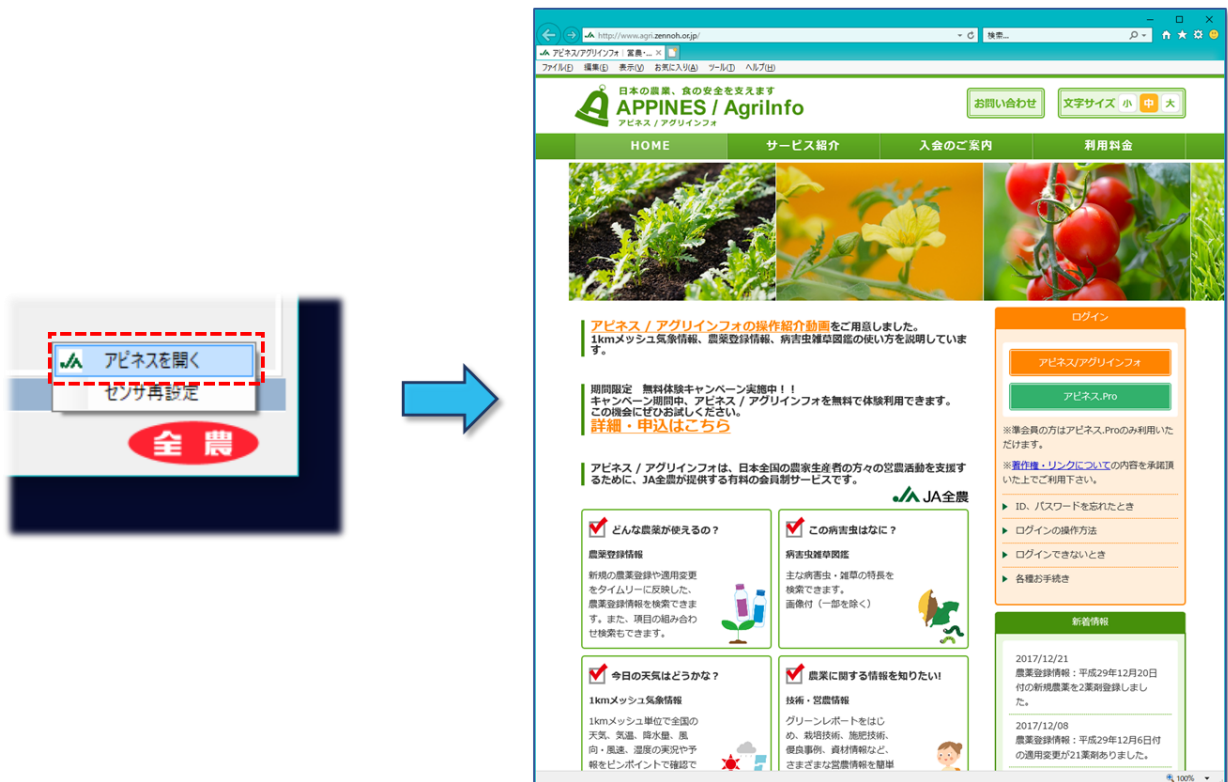 アピネスを開く
センサ再設定
全農
http://www.agri.zennoh.or.jp/
検索...
アピネス/アグリインフォ｜営農・...
ファイル(F) 編集(E) 表示(V) お気に入り(A) ツール(T) ヘルプ(H)
日本の農業、食の安全を支えます
APPINES / AgriInfo
アピネス / アグリインフォ
お問い合わせ
文字サイズ 小 中 大
HOME サービス紹介 入会のご案内 利用料金
アピネス / アグリインフォの操作紹介動画をご用意しました。
1kmメッシュ気象情報、農薬登録情報、病害虫雑草図鑑の使い方を説明していま
す。
期間限定 無料体験キャンペーン実施中！！
キャンペーン期間中、アピネス / アグリインフォを無料で体験利用できます。
この機会にぜひお試しください。
詳細・申込はこちら
アピネス / アグリインフォは、日本全国の農家生産者の方々の営農活動を支援す
るために、JA全農が提供する有料の会員制サービスです。
JA全農
どんな農薬が使えるの？
農薬登録情報
新規の農薬登録や適用変更
をタイムリーに反映した、
農薬登録情報を検索できま
す。また、項目の組み合わ
せ検索もできます。
この病害虫はなに？
病害虫雑草図鑑
主な病害虫・雑草の特長を
検索できます。
画像付（一部を除く）
今日の天気はどうかな？
1kmメッシュ気象情報
1kmメッシュ単位で全国の
天気、気温、降水量、風
向・風速、湿度の実況や予
報をピンポイントで確認で
農業に関する情報を知りたい!
技術・営農情報
グリーンレポートをはじ
め、栽培技術、施肥技術、
優良事例、資材情報など、
さまざまな営農情報を簡単
ログイン
アピネス/アグリインフォ
アピネス.Pro
※準会員の方はアピネス.Proのみ利用いた
だけます。
※著作権・リンクについての内容を承諾頂
いた上でご利用下さい。
ID、パスワードを忘れたとき
ログインの操作方法
ログインできないとき
各種お手続き
新着情報
2017/12/21
農薬登録情報：平成29年12月20日
付の新規農薬を2薬剤登録しまし
た。
2017/12/08
農薬登録情報：平成29年12月6日付
の適用変更が21薬剤ありました。
100%